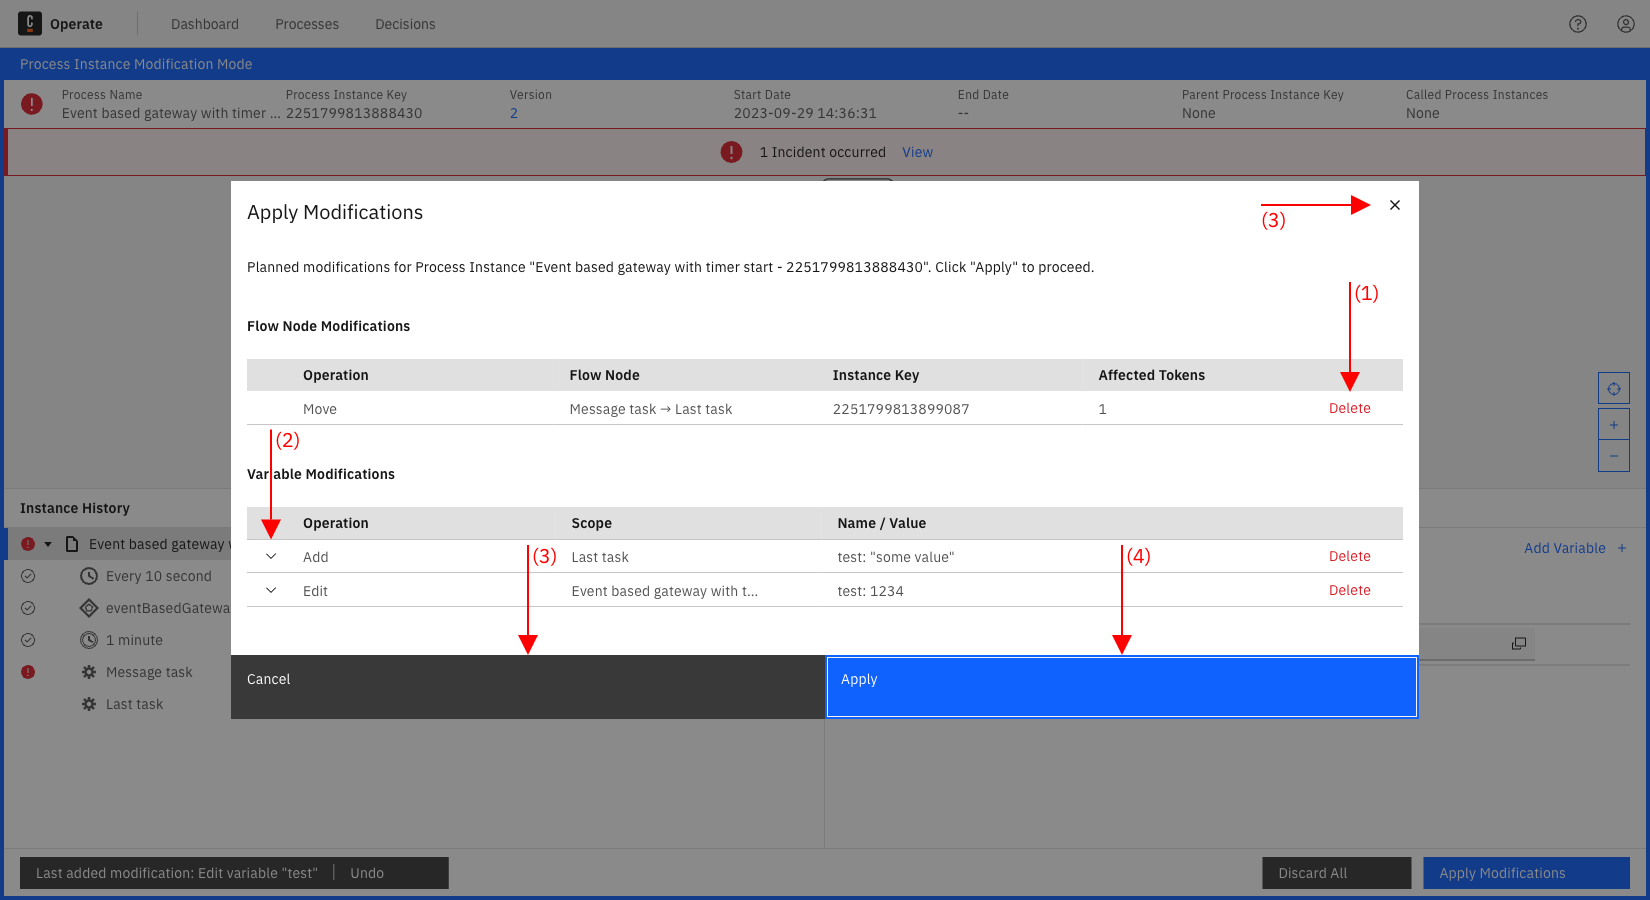 Operate Dashboard Processes Decisions
Process Instance Modification Mode
Process Name Process Instance Key Version Start Date End Date Parent Process Instance Key Called Process Instances
Event based gateway with timer ... 2251799813888430 2 2023-09-29 14:36:31 -- None None
1 Incident occurred View
Apply Modifications
(3)
Planned modifications for Process Instance "Event based gateway with timer start - 2251799813888430". Click "Apply" to proceed.
(1)
Flow Node Modifications
Operation Flow Node Instance Key Affected Tokens
Move Message task → Last task 2251799813899087 1 Delete
(2)
Variable Modifications
Operation Scope Name / Value
Add Last task test: "some value" Delete
(3) (4)
Edit Event based gateway with t... test: 1234 Delete
Cancel Apply
Instance History
Event based gateway
Every 10 second
eventBasedGatewa
1 minute
Message task
Last task
Add Variable +
Last added modification: Edit variable "test" | Undo
Discard All Apply Modifications